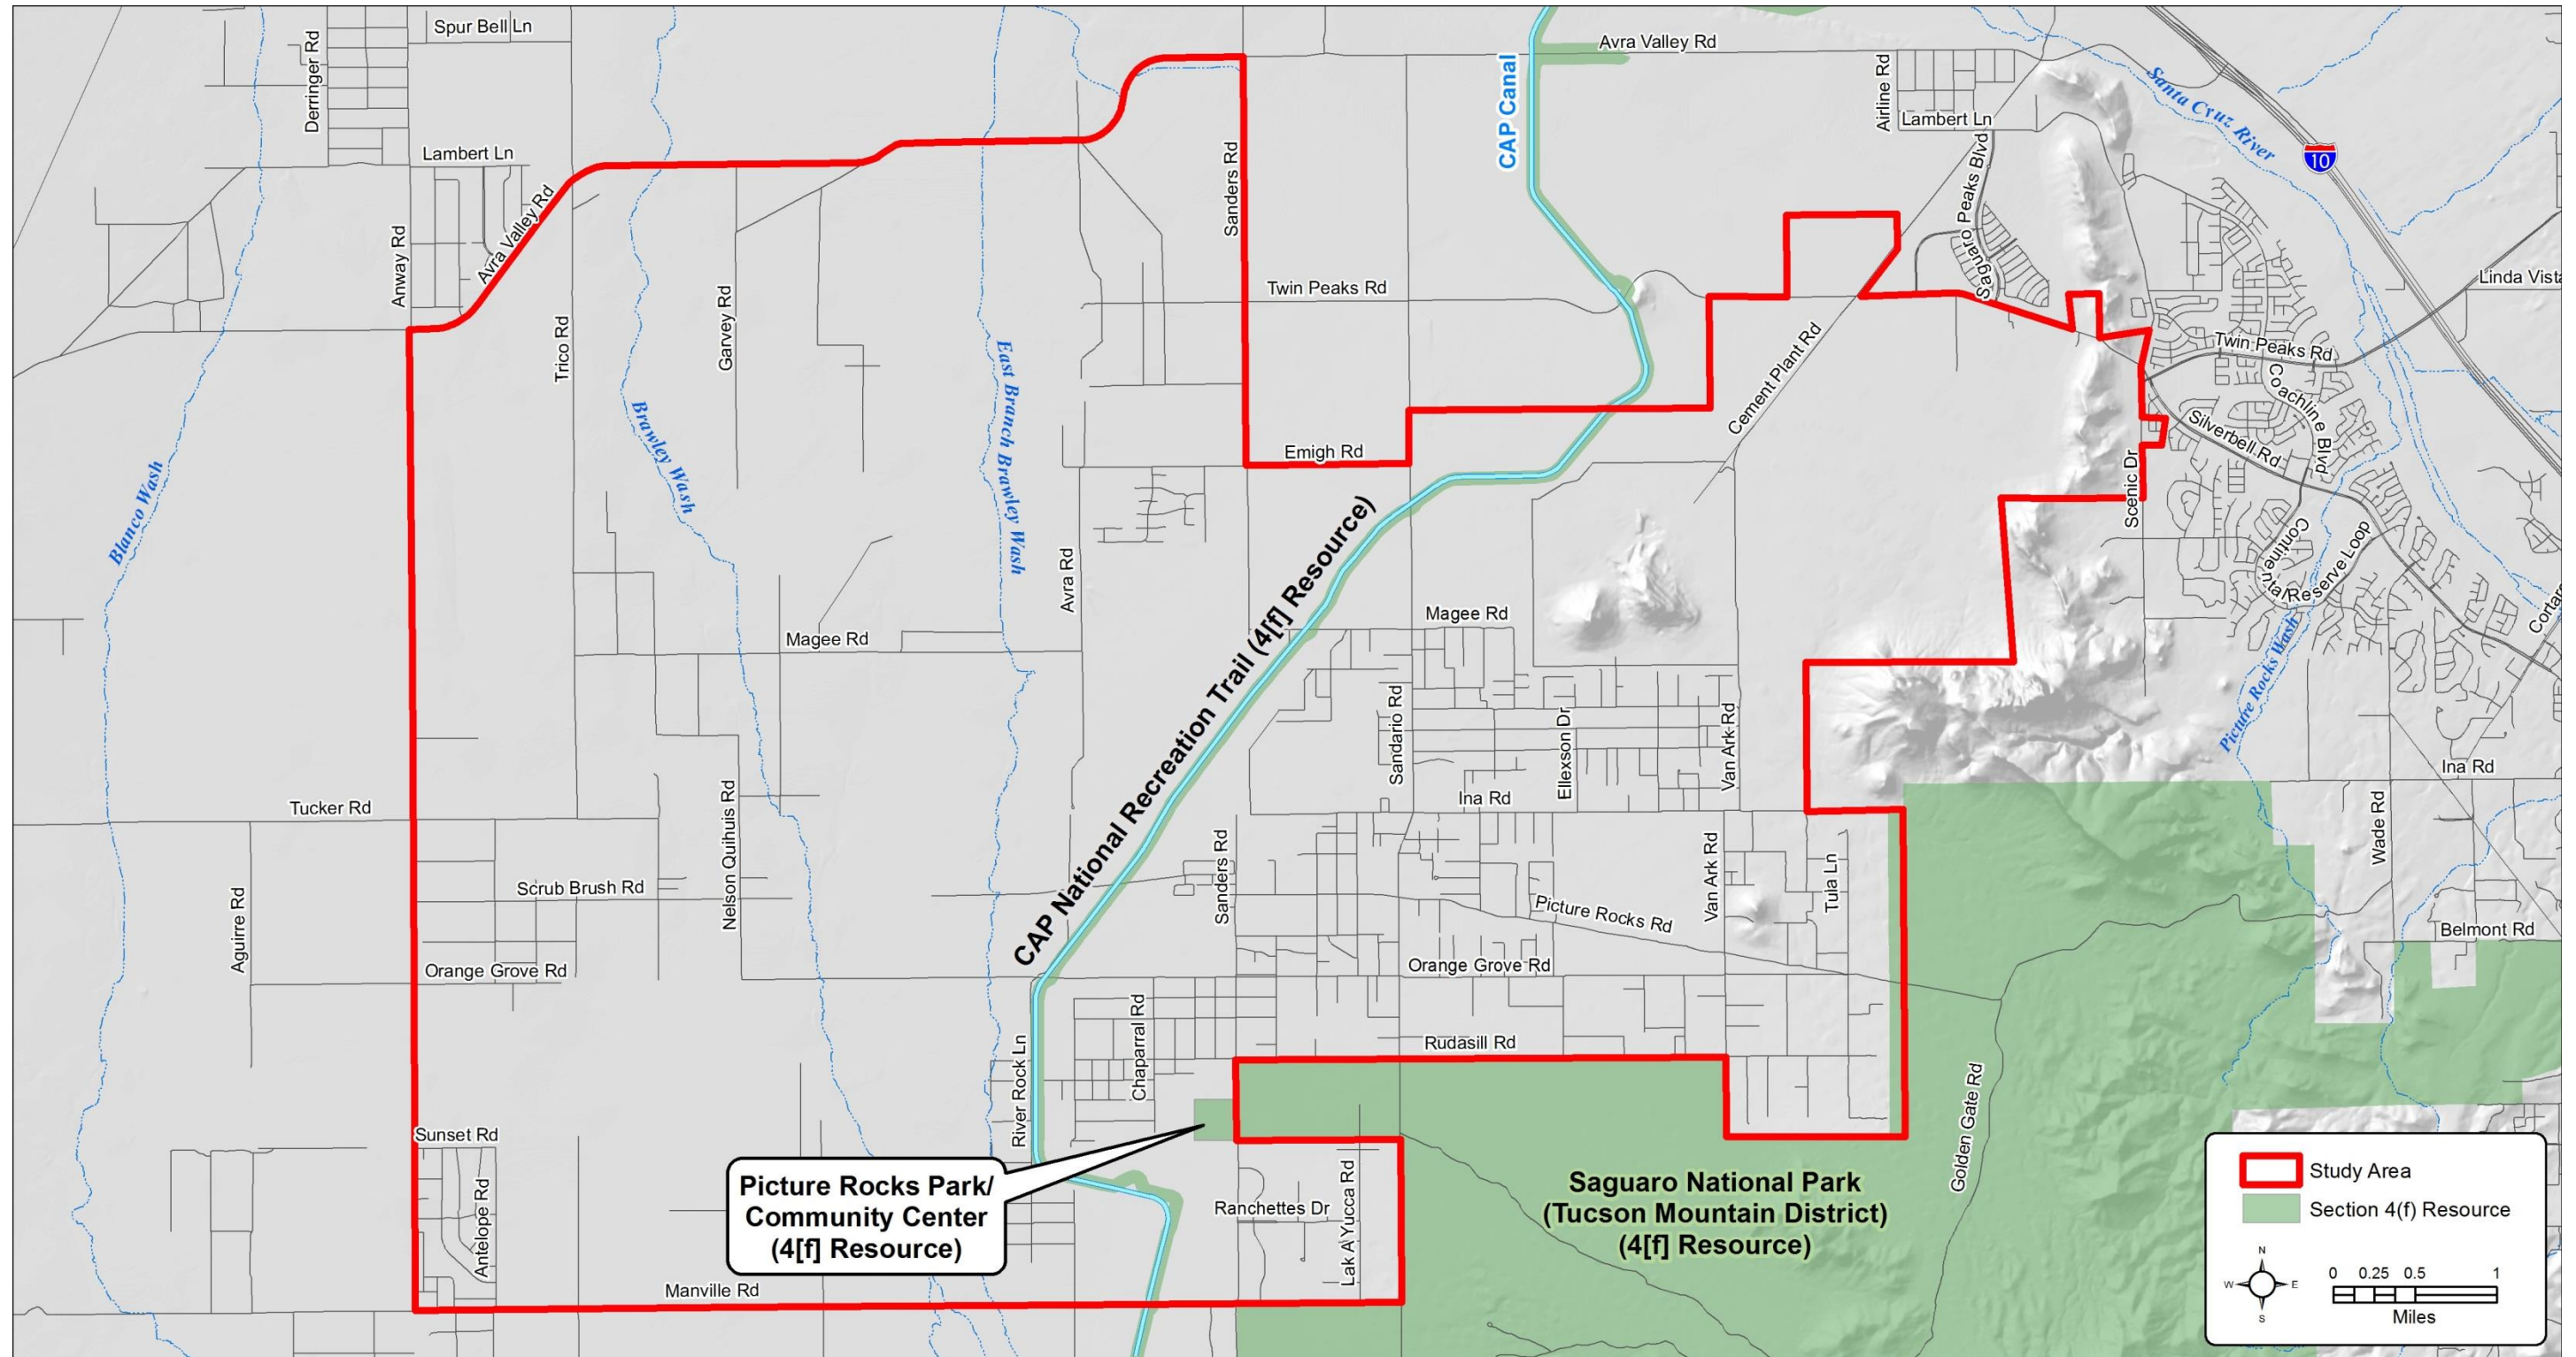 Spur Bell Ln
Derringer Rd
Avra Valley Rd
CAP Canal
Airline Rd
Santa Cruz River
10
Lambert Ln
Lambert Ln
Saguaro Peaks Blvd
Sanders Rd
Avra Valley Rd
Anway Rd
Trico Rd
Garvey Rd
Twin Peaks Rd
Linda Vista
East Branch Brawley Wash
Brawley Wash
Blanco Wash
Cement Plant Rd
Twin Peaks Rd
Coachline Blvd
Silverbell Rd
Scenic Dr
Emigh Rd
Continental Reserve Loop
Cortar
Avra Rd
CAP National Recreation Trail (4[f] Resource)
Magee Rd
Magee Rd
Picture Rocks Wash
Sandario Rd
Ellexson Dr
Van Ark Rd
Ina Rd
Ina Rd
Tucker Rd
Nelson Quihuis Rd
Sanders Rd
Van Ark Rd
Tula Ln
Wade Rd
Scrub Brush Rd
Aguirre Rd
Picture Rocks Rd
Belmont Rd
Orange Grove Rd
Orange Grove Rd
Chaparral Rd
River Rock Ln
Rudasill Rd
Golden Gate Rd
Sunset Rd
Antelope Rd
Picture Rocks Park/
Community Center
(4[f] Resource)
Ranchettes Dr
Lak A Yucca Rd
Saguaro National Park
(Tucson Mountain District)
(4[f] Resource)
Manville Rd
Study Area
Section 4(f) Resource
N
W E
S
0 0.25 0.5 1
Miles